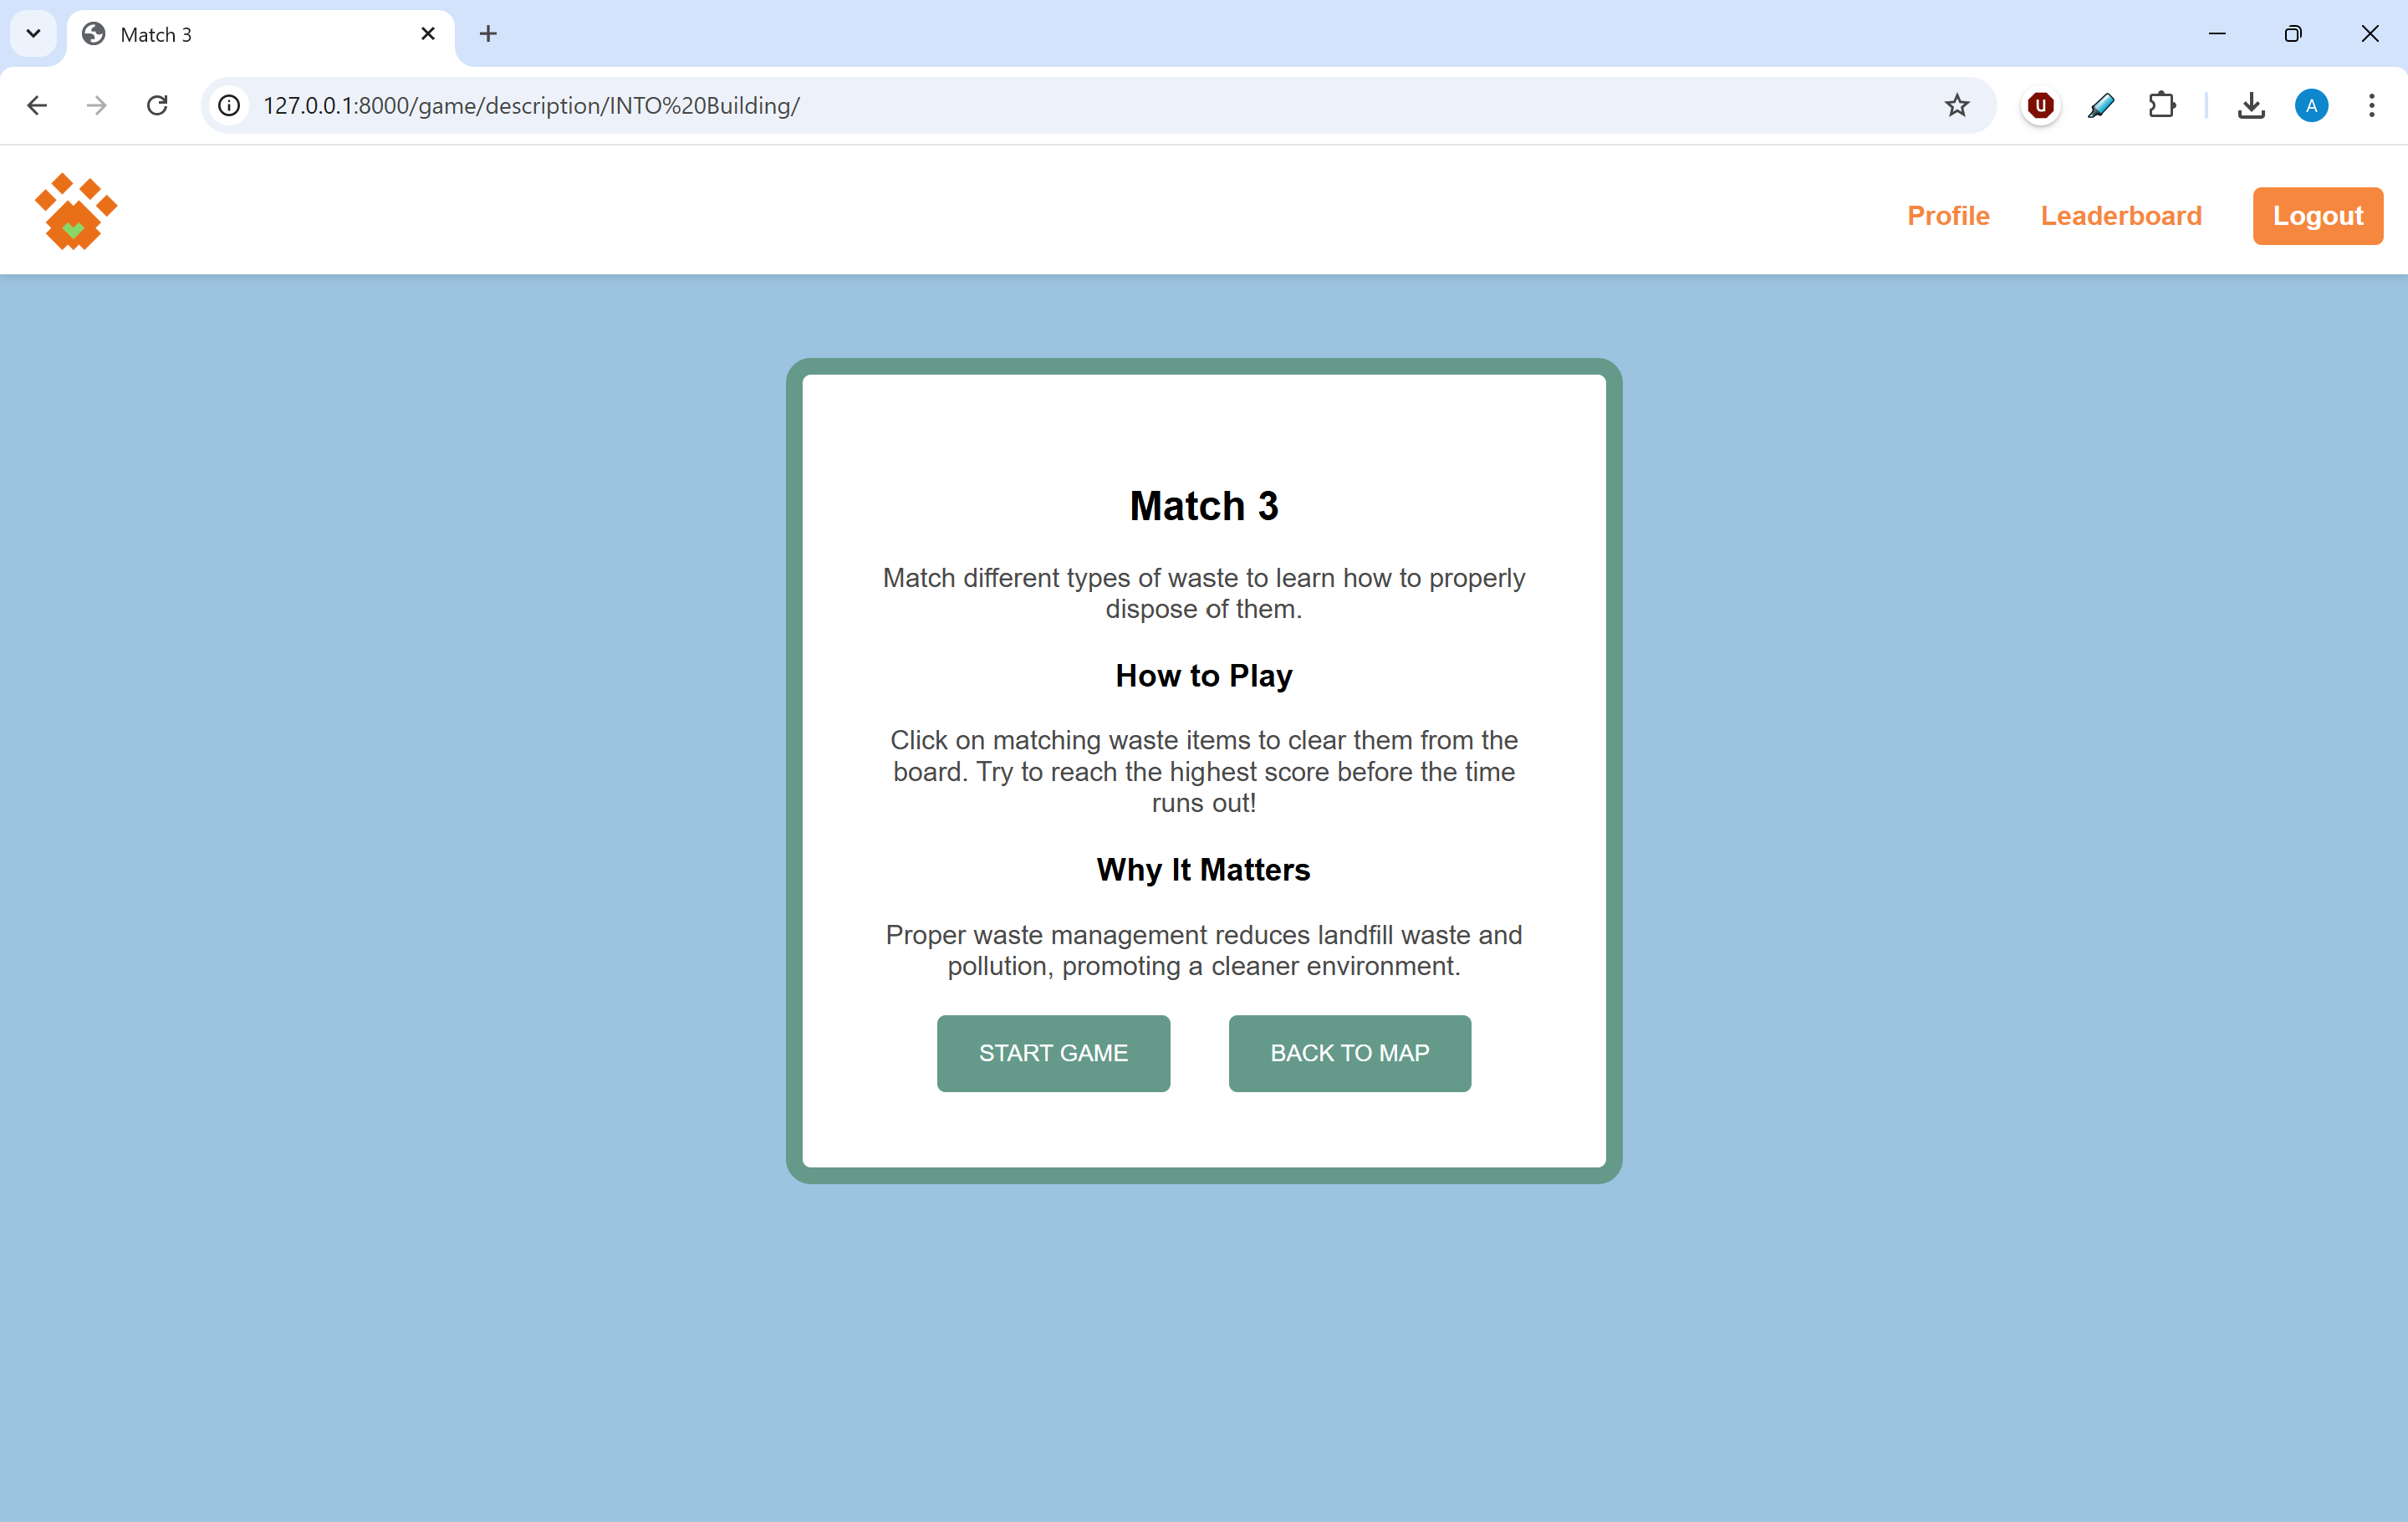 Match 3
127.0.0.1:8000/game/description/INTO%20Building/
U
A
Profile
Leaderboard
Logout
Match 3
Match different types of waste to learn how to properly
dispose of them.
How to Play
Click on matching waste items to clear them from the
board. Try to reach the highest score before the time
runs out!
Why It Matters
Proper waste management reduces landfill waste and
pollution, promoting a cleaner environment.
START GAME
BACK TO MAP